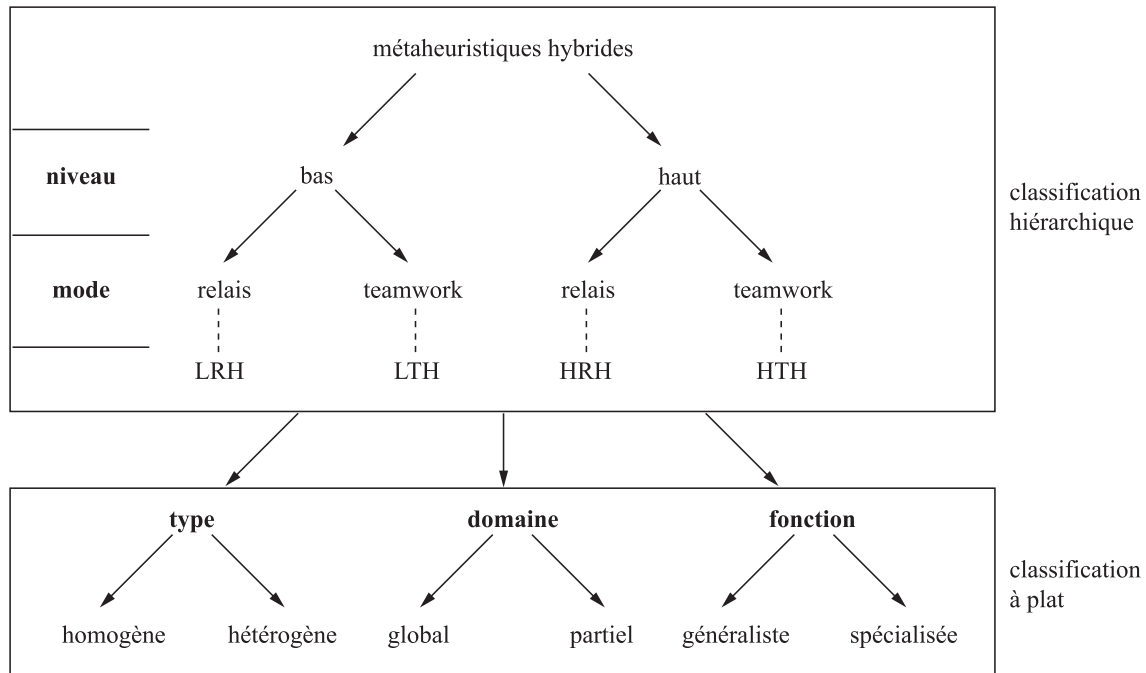 métaheuristiques hybrides
niveau
bas
haut
classification
hiérarchique
mode
relais
teamwork
relais
teamwork
LRH
LTH
HRH
HTH
type
domaine
fonction
classification
à plat
homogène
hétérogène
global
partiel
généraliste
spécialisée